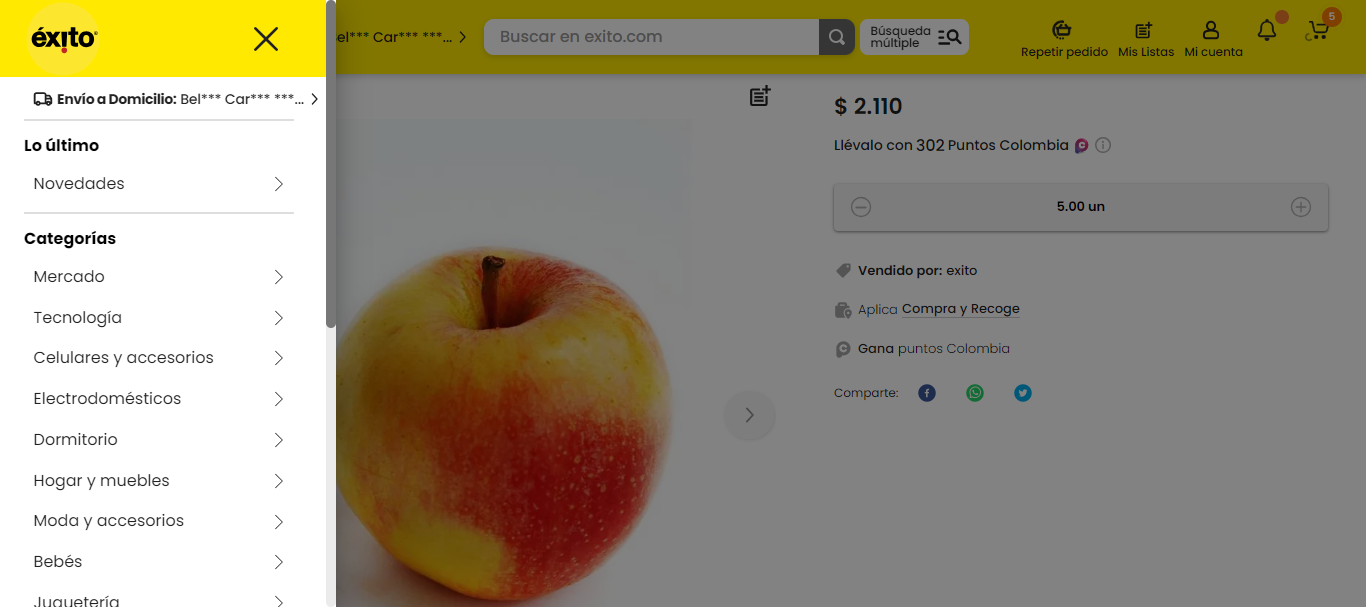 éxito
Envío a Domicilio: Bel*** Car*** ***...
Lo último
Novedades
Categorías
Mercado
Tecnología
Celulares y accesorios
Electrodomésticos
Dormitorio
Hogar y muebles
Moda y accesorios
Bebés
Juguetería
el*** Car*** ***...
Buscar en exito.com
Búsqueda
múltiple
Repetir pedido
Mis Listas
Mi cuenta
5
$ 2.110
Llévalo con 302 Puntos Colombia
5.00 un
Vendido por: exito
Aplica Compra y Recoge
Gana puntos Colombia
Comparte: